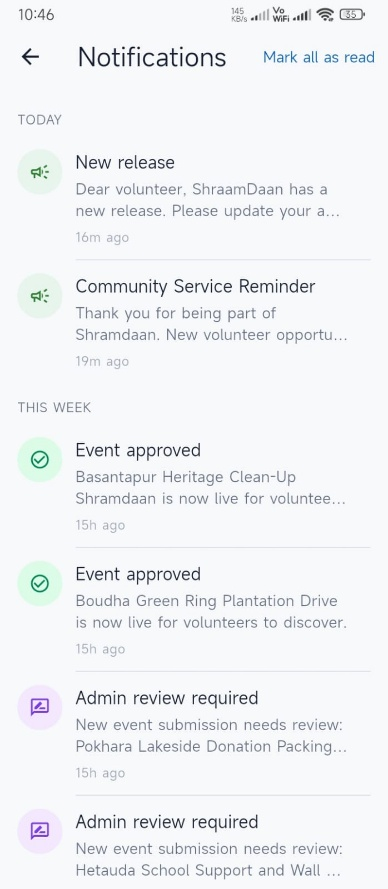 10:46
145 KB/s Vo WiFi 35
Notifications Mark all as read
TODAY
New release
Dear volunteer, ShraamDaan has a
new release. Please update your a...
16m ago
Community Service Reminder
Thank you for being part of
Shramdaan. New volunteer opportu...
19m ago
THIS WEEK
Event approved
Basantapur Heritage Clean-Up
Shramdaan is now live for voluntee...
15h ago
Event approved
Boudha Green Ring Plantation Drive
is now live for volunteers to discover.
15h ago
Admin review required
New event submission needs review:
Pokhara Lakeside Donation Packing...
15h ago
Admin review required
New event submission needs review:
Hetauda School Support and Wall ...